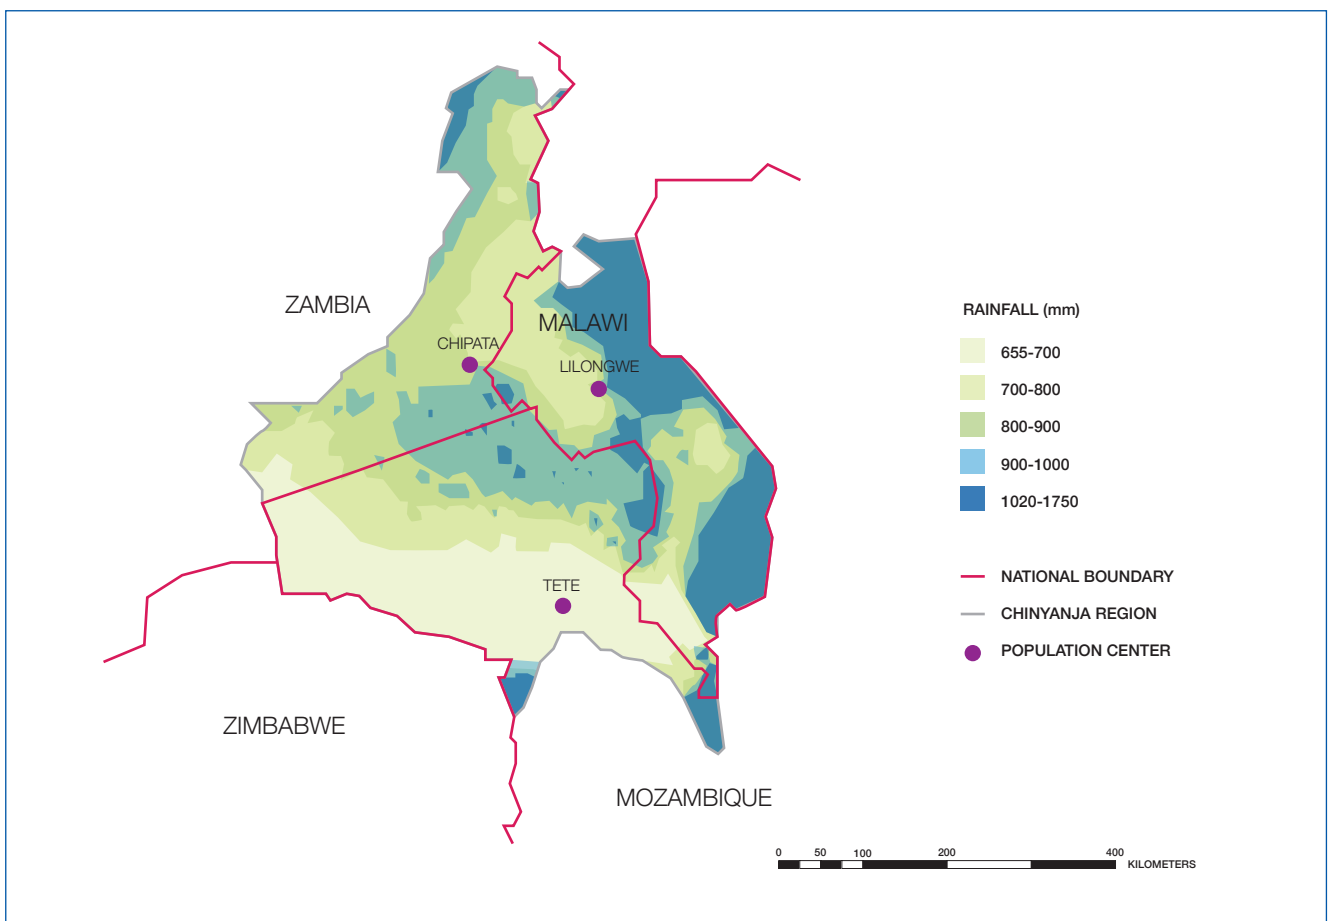 ZAMBIA
MALAWI
CHIPATA
LILONGWE
TETE
ZIMBABWE
MOZAMBIQUE
RAINFALL (mm)
655-700
700-800
800-900
900-1000
1020-1750
NATIONAL BOUNDARY
CHINYANJA REGION
POPULATION CENTER
0 50 100 200 400
KILOMETERS